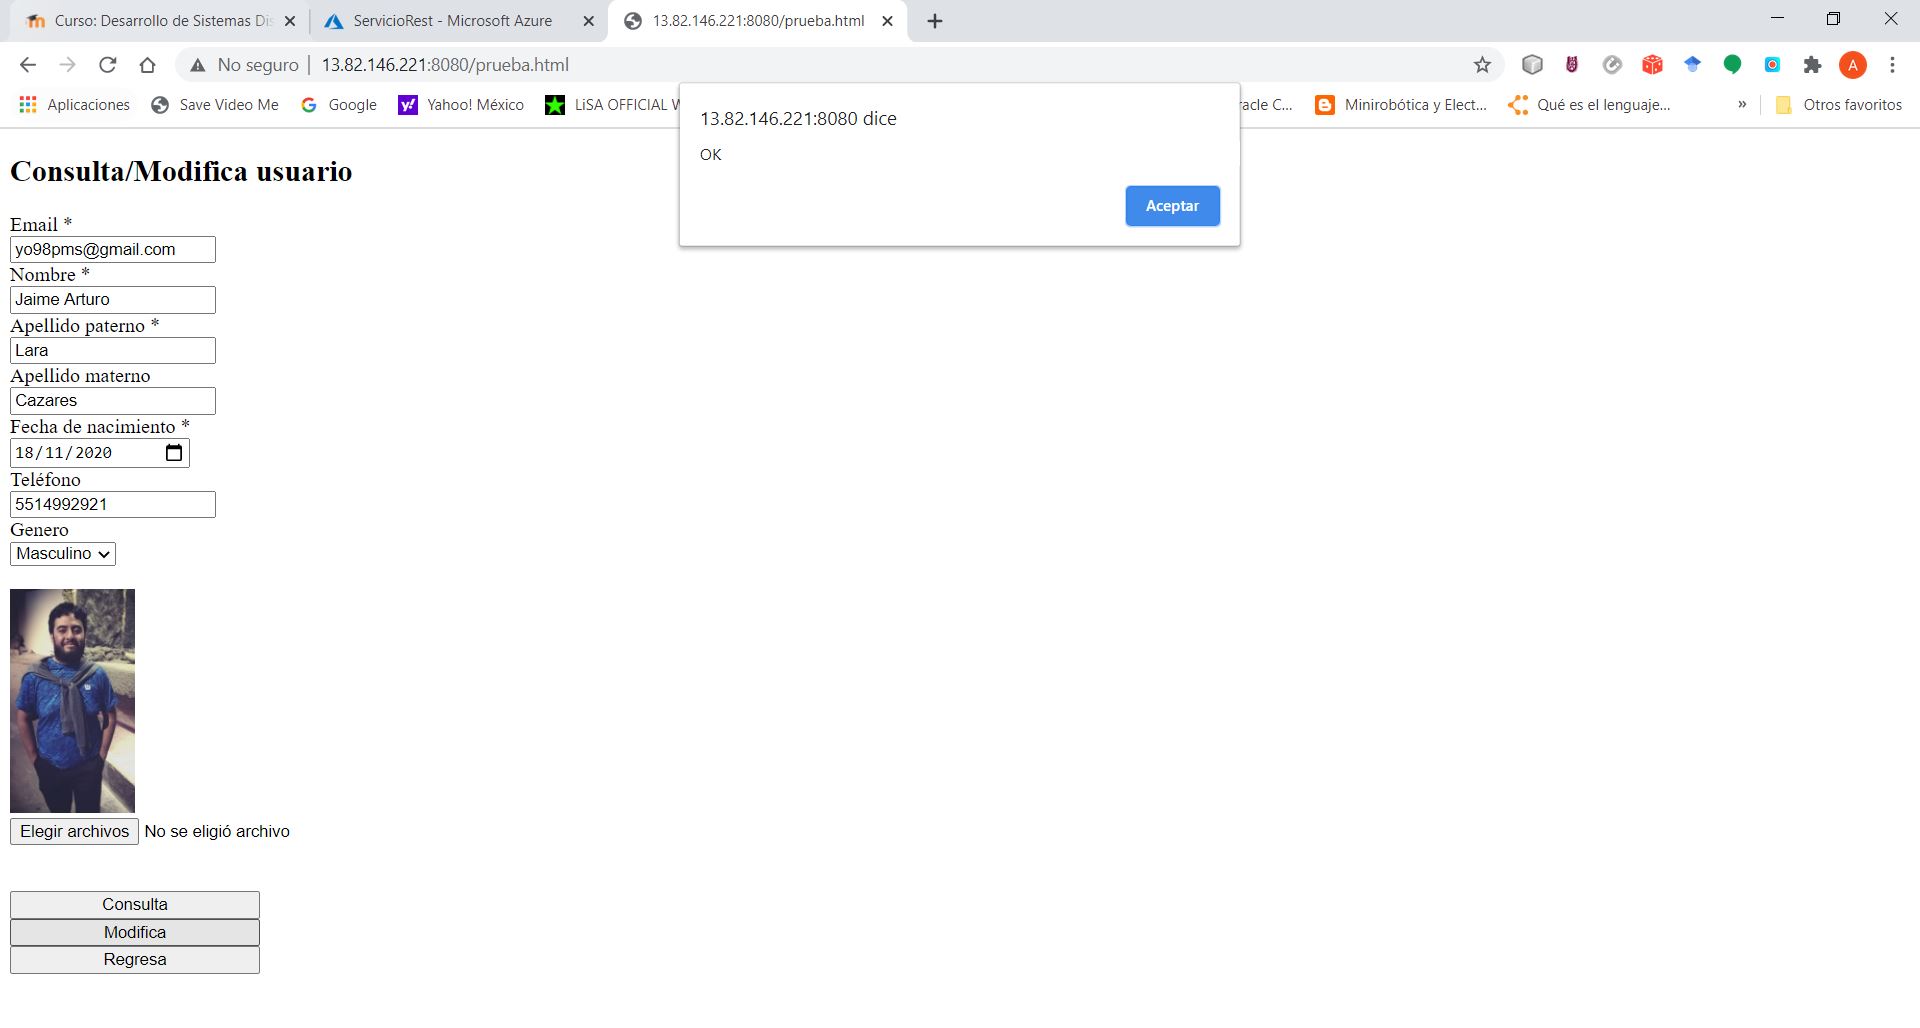 Curso: Desarrollo de Sistemas Dis
ServicioRest - Microsoft Azure
13.82.146.221:8080/prueba.html
No seguro
13.82.146.221:8080/prueba.html
A
Aplicaciones
Save Video Me
Google
Yahoo! México
LiSA OFFICIAL W
acle C...
Minirobótica y Elect...
Qué es el lenguaje...
»
Otros favoritos
13.82.146.221:8080 dice
OK
Aceptar
Consulta/Modifica usuario
Email *
yo98pms@gmail.com
Nombre *
Jaime Arturo
Apellido paterno *
Lara
Apellido materno
Cazares
Fecha de nacimiento *
18/11/2020
Teléfono
5514992921
Genero
Masculino
Elegir archivos No se eligió archivo
Consulta
Modifica
Regresa